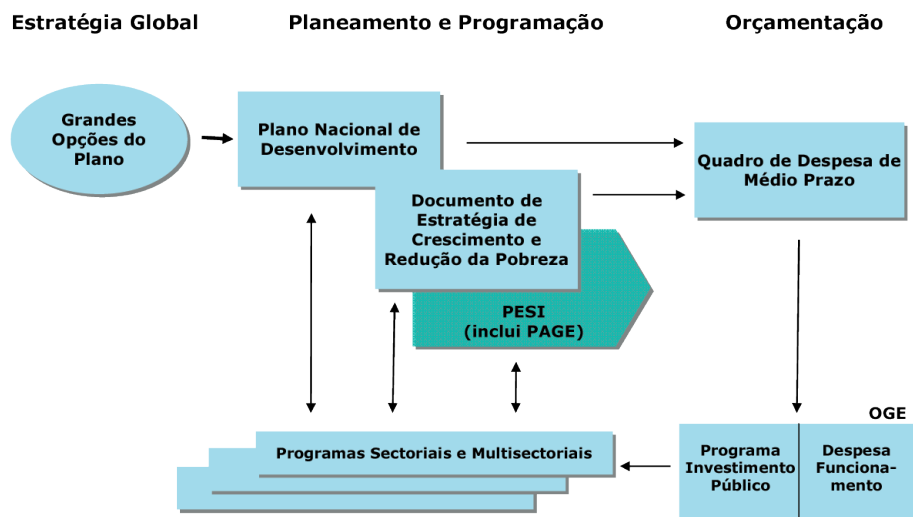 Estratégia Global
Planeamento e Programação
Orçamentação
Grandes
Opções do
Plano
Plano Nacional de
Desenvolvimento
Quadro de Despesa de
Médio Prazo
Documento de
Estratégia de
Crescimento e
Redução da Pobreza
PESI
(inclui PAGE)
OGE
Programas Sectoriais e Multisectoriais
Programa
Investimento
Público
Despesa
Funciona-
mento